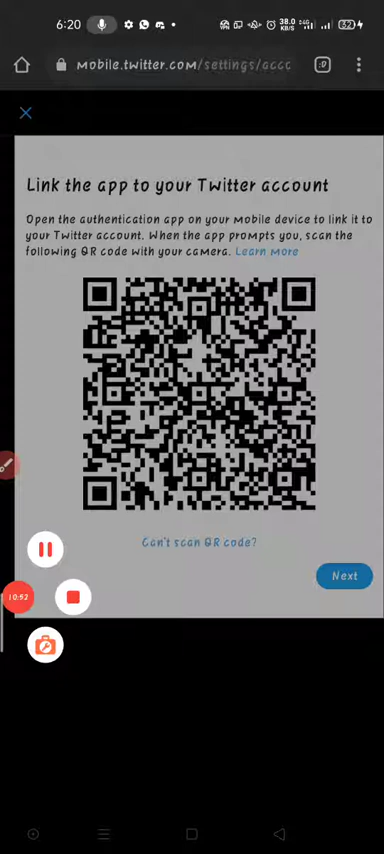 6:20
38.0
KB/S
52
mobile.twitter.com/settings/acco
:D
Link the app to your Twitter account
Open the authentication app on your mobile device to link it to
your Twitter account. When the app prompts you, scan the
following QR code with your camera. Learn more
Can't scan QR code?
Next
10:52